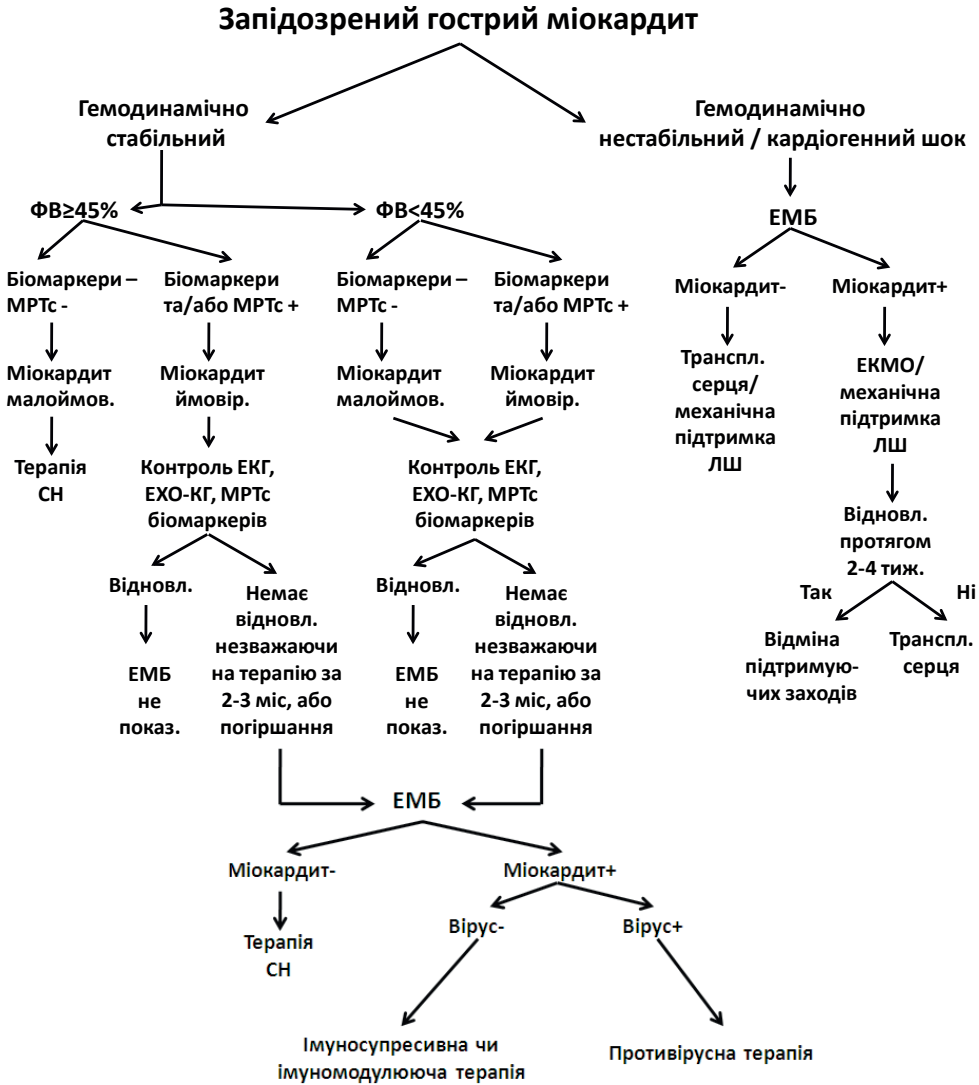 Запідозрений гострий міокардит
Гемодинамічно
стабільний
Гемодинамічно
нестабільний / кардіогенний шок
ФВ≥45%
ФВ<45%
ЕМБ
Біомаркери –
МРТс -
Біомаркери
та/або МРТс +
Біомаркери –
МРТс -
Біомаркери
та/або МРТс +
Міокардит-
Міокардит+
Міокардит
малоймов.
Міокардит
ймовір.
Міокардит
малоймов.
Міокардит
ймовір.
Транспл.
серця/
механічна
підтримка
ЛШ
ЕКМО/
механічна
підтримка
ЛШ
Терапія
СН
Контроль ЕКГ,
ЕХО-КГ, МРТс
біомаркерів
Контроль ЕКГ,
ЕХО-КГ, МРТс
біомаркерів
Відновл.
протягом
2-4 тиж.
Так
Ні
Відновл.
Немає
відновл.
незважаючи
на терапію за
2-3 міс, або
погіршання
Відновл.
Немає
відновл.
незважаючи
на терапію за
2-3 міс, або
погіршання
Відміна
підтримую-
чих заходів
Транспл.
серця
ЕМБ
не
показ.
ЕМБ
не
показ.
ЕМБ
Міокардит-
Міокардит+
Терапія
СН
Вірус-
Вірус+
Імуносупресивна чи
імуномодулююча терапія
Противірусна терапія